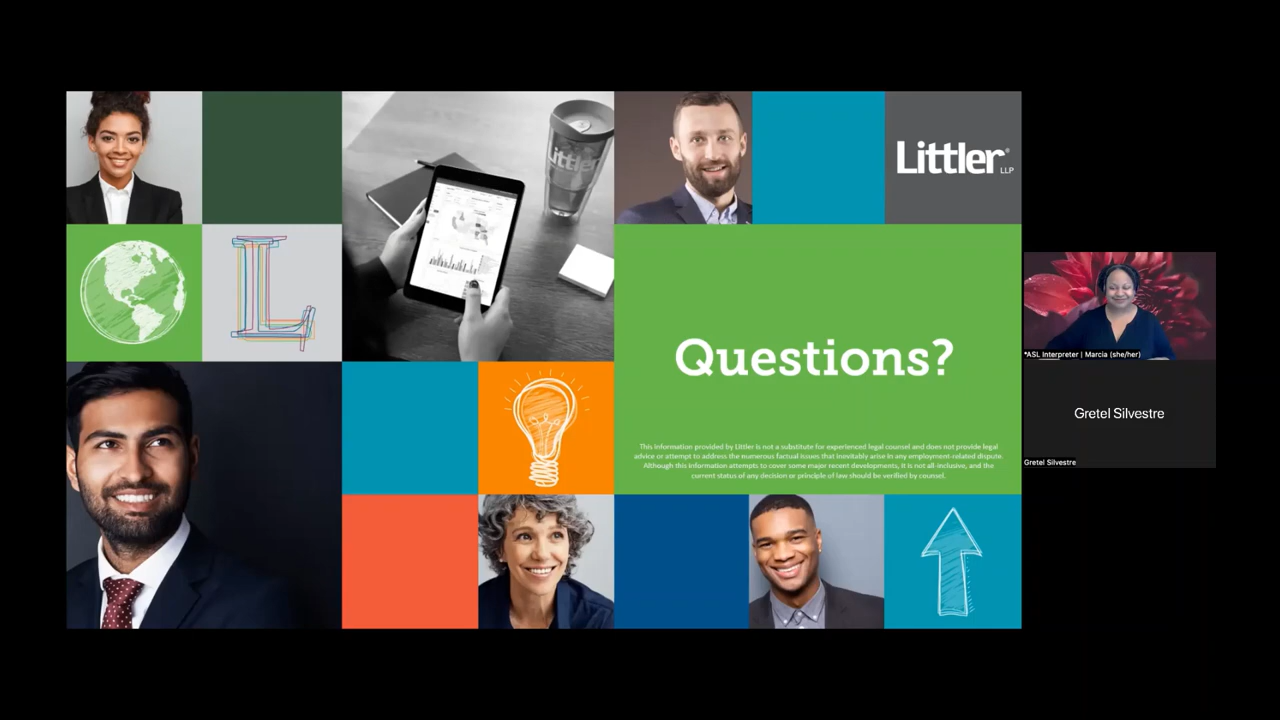 Littler®
LLP
Littler
L
Questions?
This information provided by Littler is not a substitute for experienced legal counsel and does not provide legal
advice or attempt to address the numerous factual issues that inevitably arise in any employment-related dispute.
Although this information attempts to cover some major recent developments, it is not all-inclusive, and the
current status of any decision or principle of law should be verified by counsel.
*ASL Interpreter | Marcia (she/her)
Gretel Silvestre
Gretel Silvestre